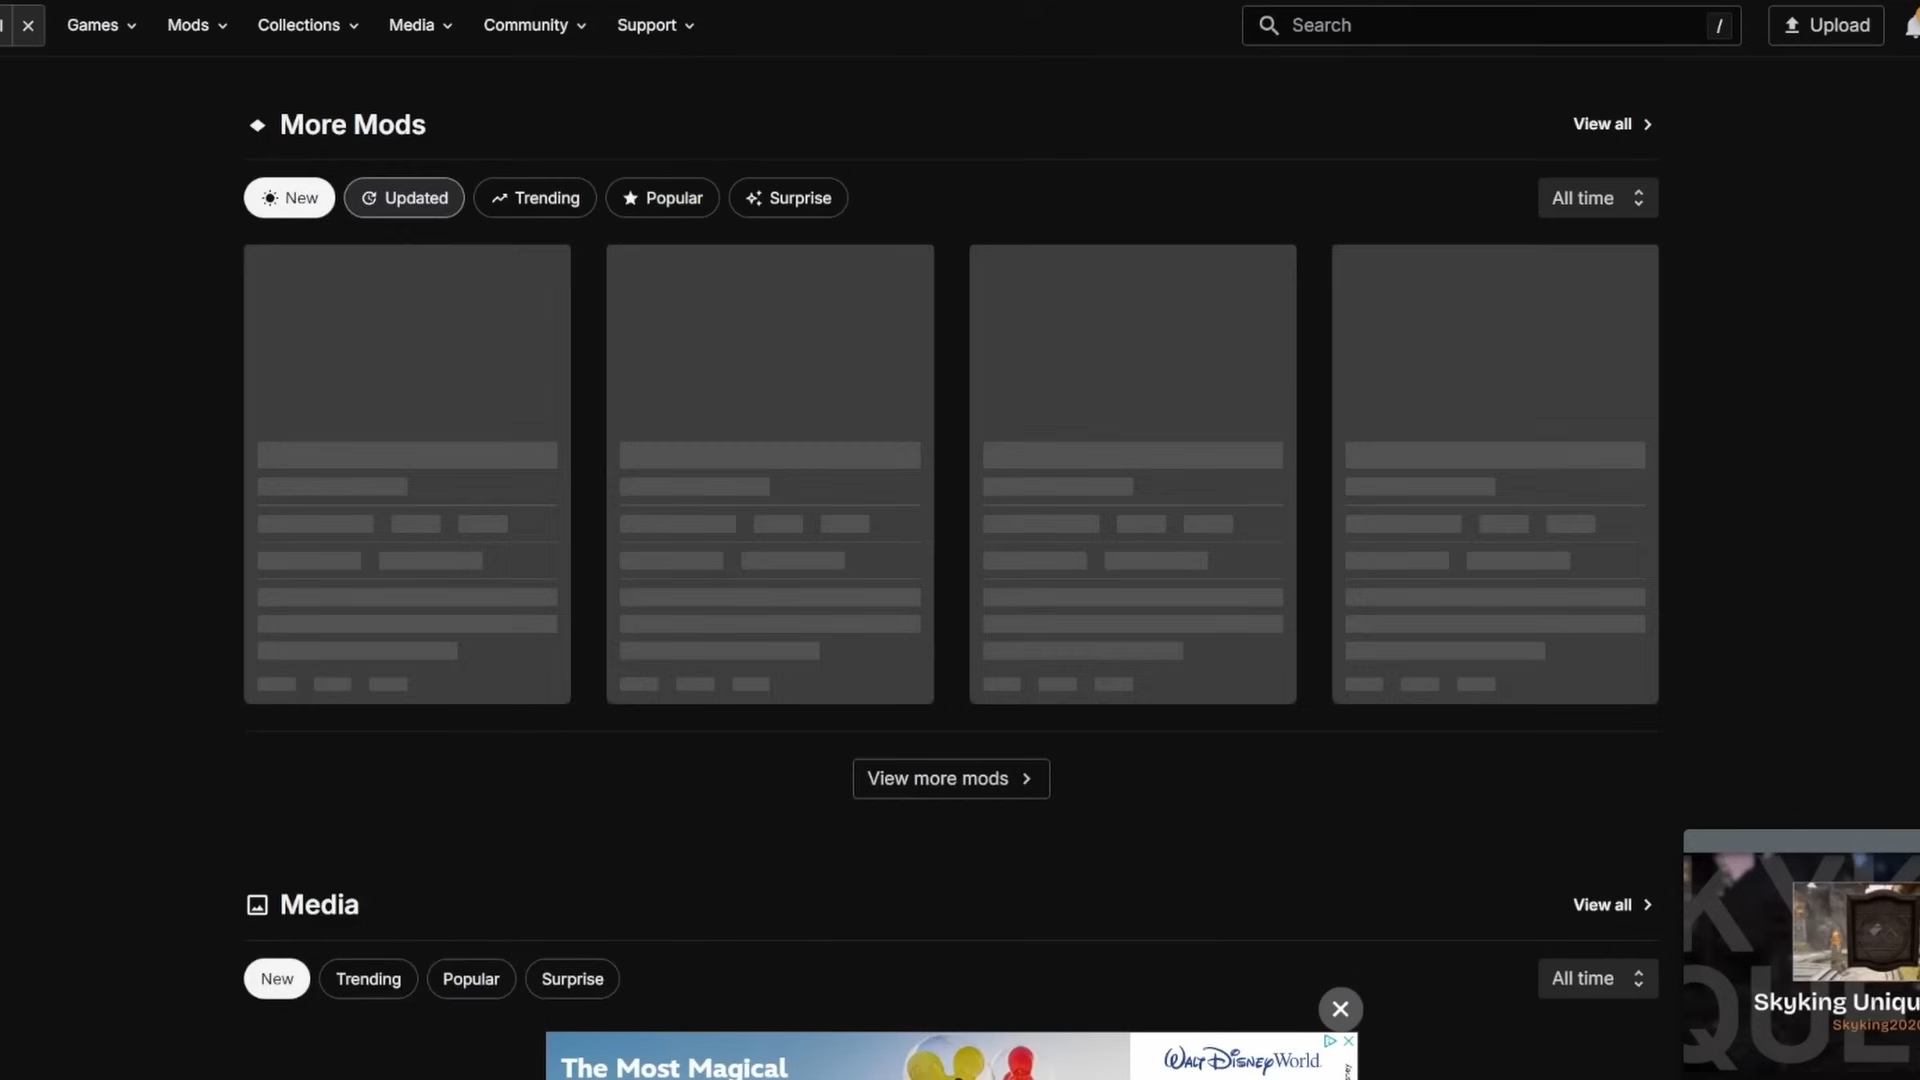 Games
Mods
Collections
Media
Community
Support
Search
/
Upload
More Mods
View all
New
Updated
Trending
Popular
Surprise
All time
View more mods
Media
View all
New
Trending
Popular
Surprise
All time
Skyking Uniqu
Skyking2020
The Most Magical
Walt Disney World